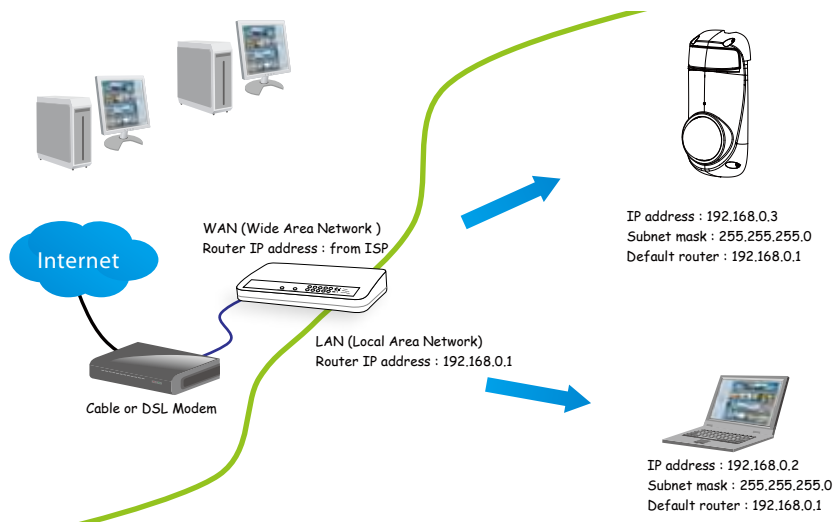 WAN (Wide Area Network )
Router IP address : from ISP
Internet
IP address : 192.168.0.3
Subnet mask : 255.255.255.0
Default router : 192.168.0.1
LAN (Local Area Network)
Router IP address : 192.168.0.1
Cable or DSL Modem
IP address : 192.168.0.2
Subnet mask : 255.255.255.0
Default router : 192.168.0.1